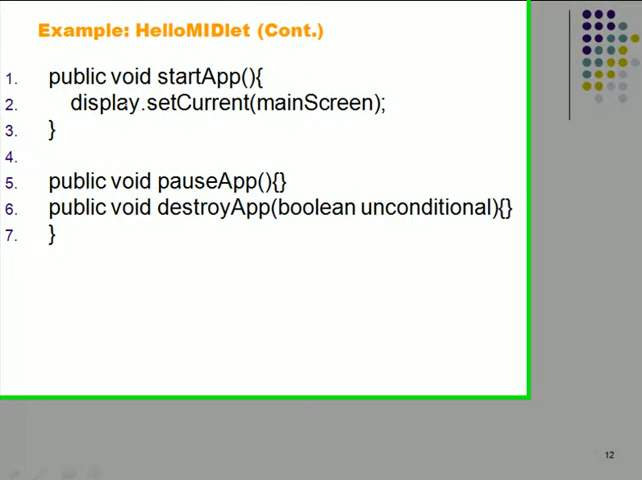 Example: HelloMIDlet (Cont.)
1. public void startApp(){
2. display.setCurrent(mainScreen);
3. }
4.
5. public void pauseApp(){}
6. public void destroyApp(boolean unconditional){}
7. }
12